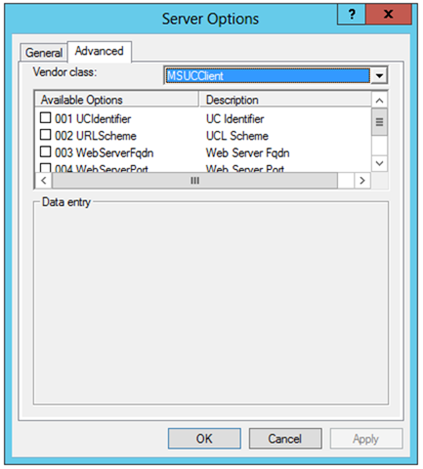 Server Options
? x
General Advanced
Vendor class: MSUCClient
Available Options Description
001 UCIdentifier UC Identifier
002 URLScheme UCL Scheme
003 WebServerFqdn Web Server Fqdn
004 WebServerPort Web Server Port
Data entry
OK Cancel Apply